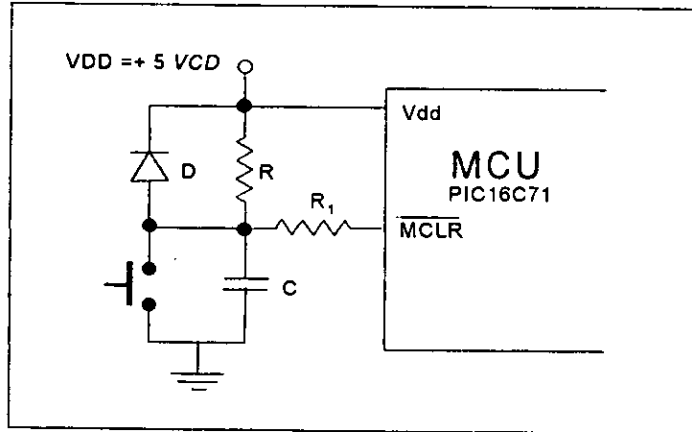 VDD =+ 5 VCD
Vdd
MCU
PIC16C71
D
R
R1
MCLR
C